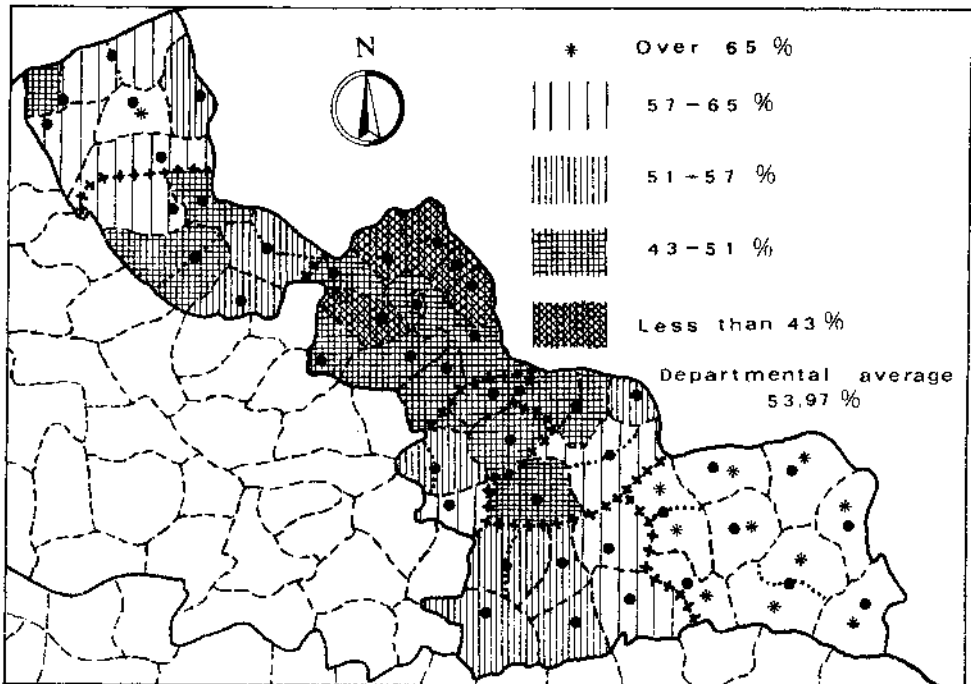 N
Over 65 %
57-65 %
51-57 %
43-51 %
Less than 43 %
Departmental average
53,97 %